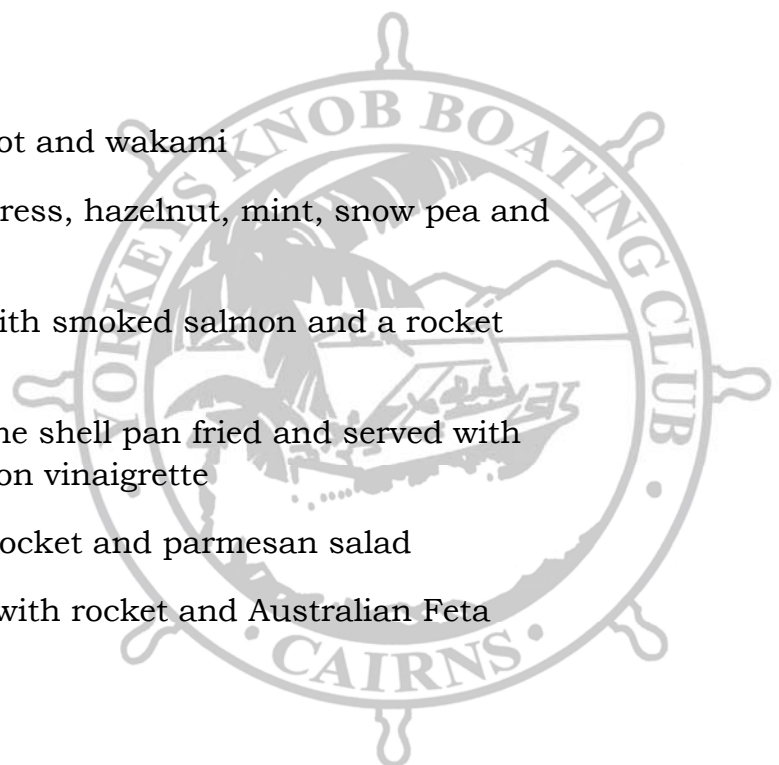 ot and wakami
ress, hazelnut, mint, snow pea and
ith smoked salmon and a rocket
ne shell pan fried and served with
on vinaigrette
ocket and parmesan salad
with rocket and Australian Feta
YORKEYS KNOB BOATING CLUB
• CAIRNS •